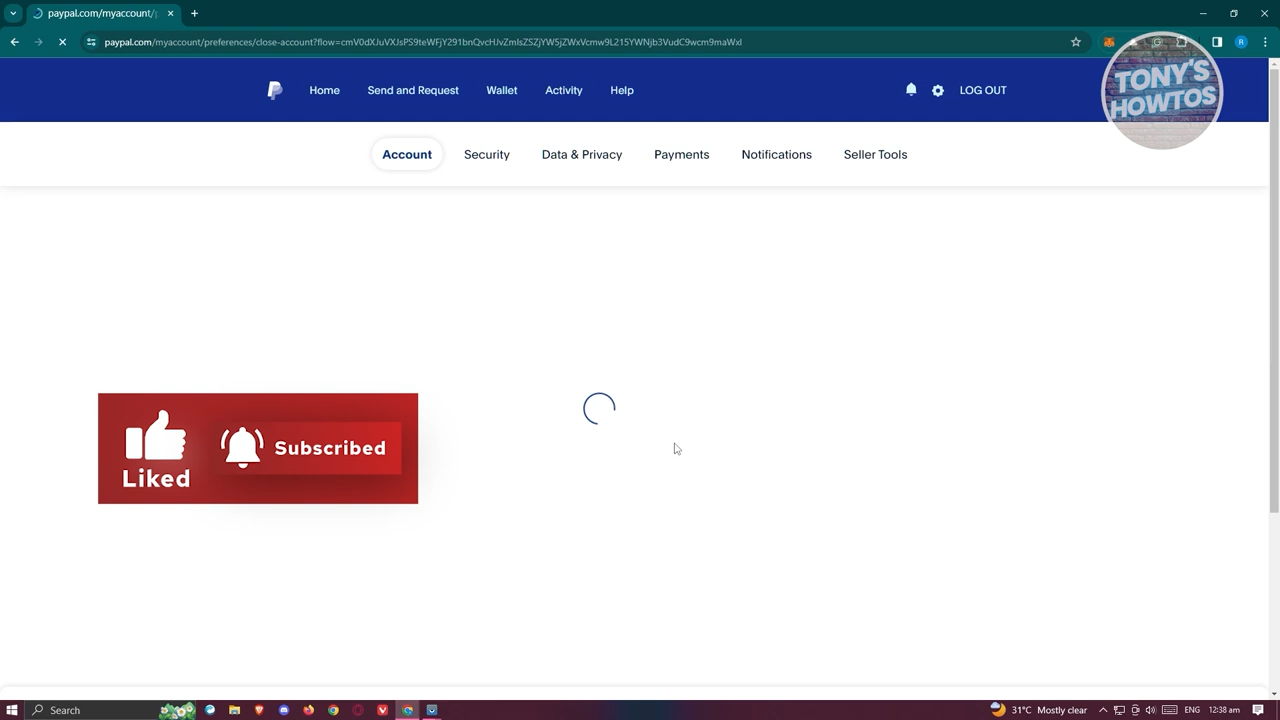 paypal.com/myaccount/p
paypal.com/myaccount/preferences/close-account?flow=cmV0dXJuVXJsPS9teWFjY291bnQvcHJvZmlsZSZjYW5jZWxVcmw9L215YWNjb3VudC9wcm9maWxl
R
Home
Send and Request
Wallet
Activity
Help
LOG OUT
TONY'S
HOWTOS
Account
Security
Data & Privacy
Payments
Notifications
Seller Tools
Liked
Subscribed
Search
31°C Mostly clear
ENG
12:38 am